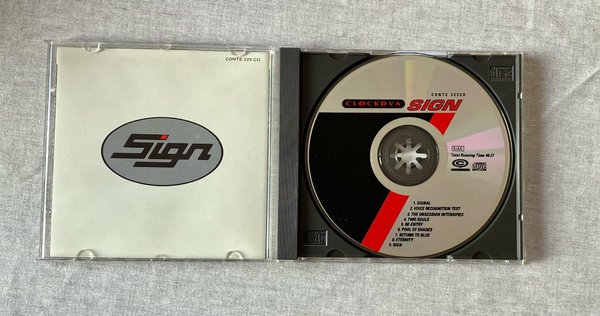 CONTE 225 CD
Sign
CONTE 225CD
CLOCKDVA SIGN
Total Running Time 48.27
1. SIGNAL
2. VOICE RECOGNITION TEST
3. THE OBSESSION INTENSIFIES
4. TWO SOULS
5. RE-ENTRY
6. POOL OF SHADES
7. RETURN TO BLUE
8. ETERNITY
9. SIGN